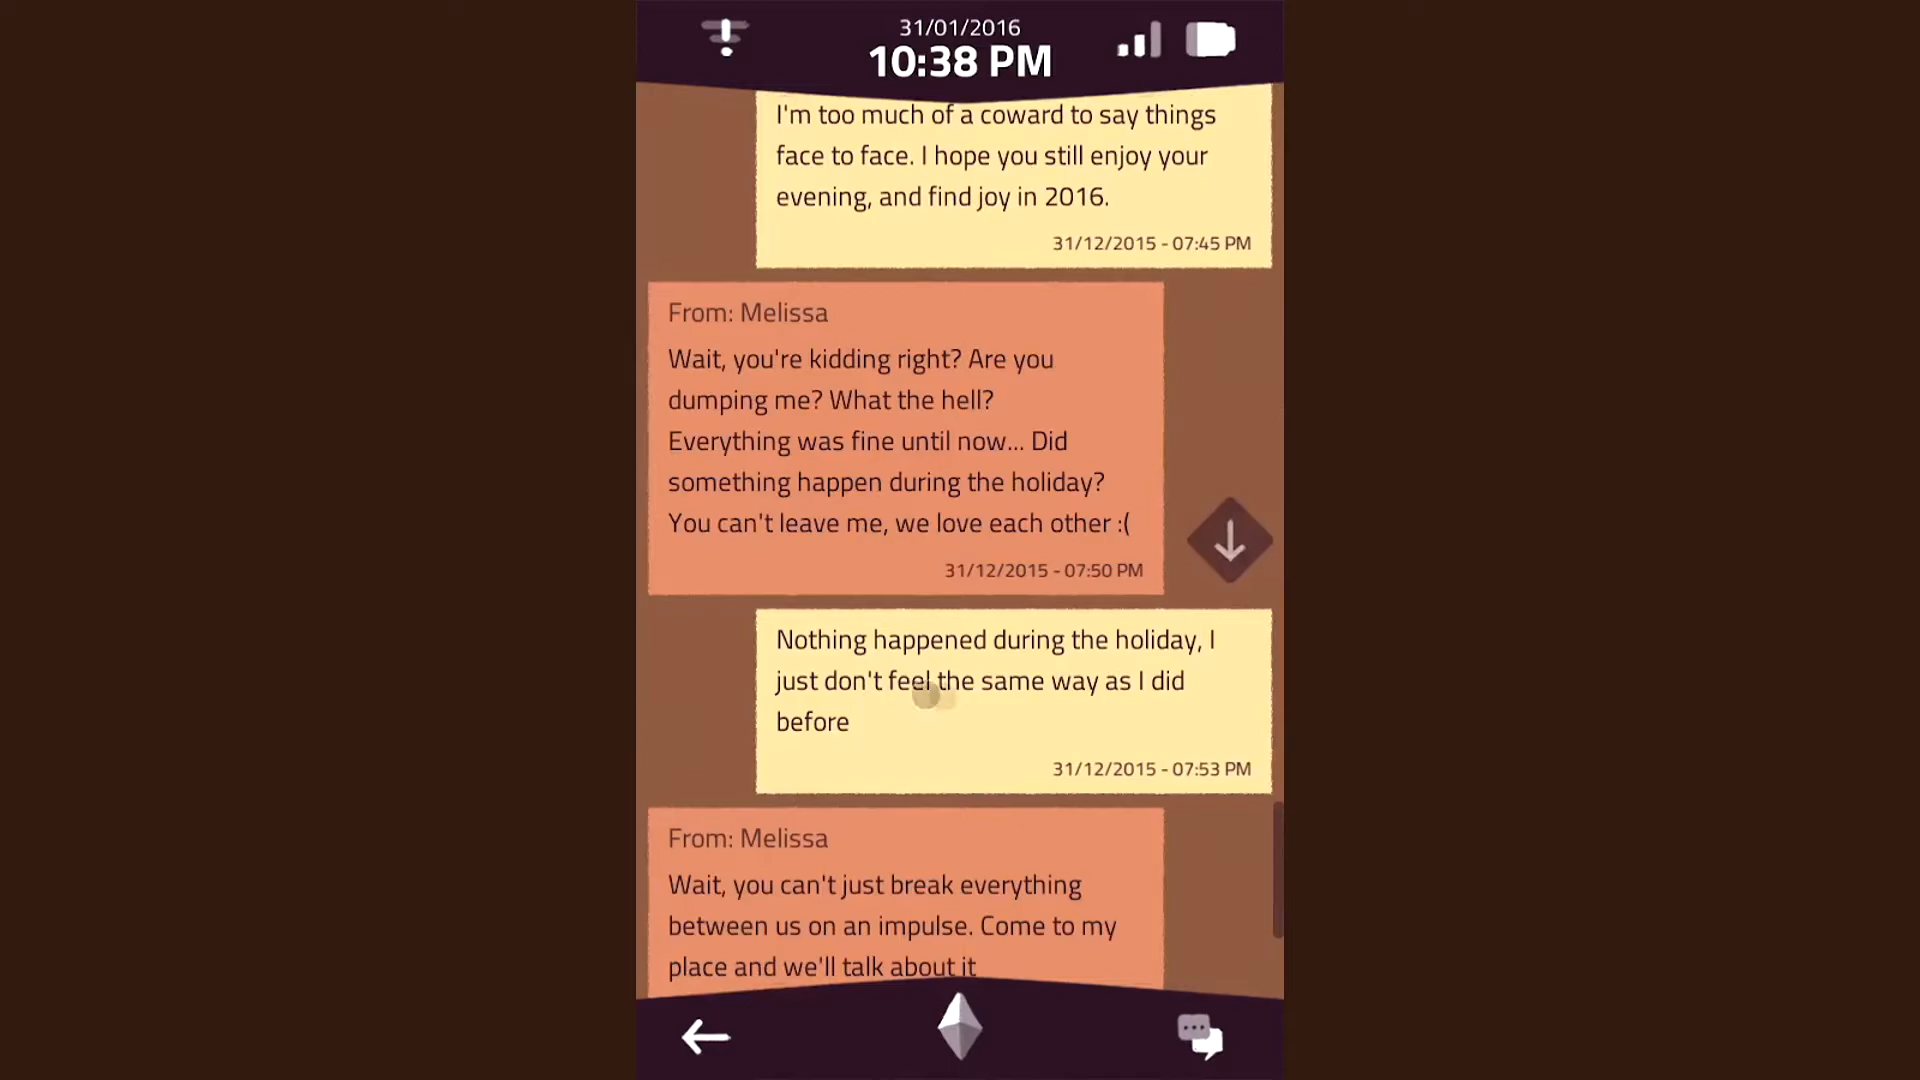 31/01/2016
10:38 PM
I'm too much of a coward to say things
face to face. I hope you still enjoy your
evening, and find joy in 2016.
31/12/2015 - 07:45 PM
From: Melissa
Wait, you're kidding right? Are you
dumping me? What the hell?
Everything was fine until now... Did
something happen during the holiday?
You can't leave me, we love each other :(
31/12/2015 - 07:50 PM
Nothing happened during the holiday, I
just don't feel the same way as I did
before
31/12/2015 - 07:53 PM
From: Melissa
Wait, you can't just break everything
between us on an impulse. Come to my
place and we'll talk about it